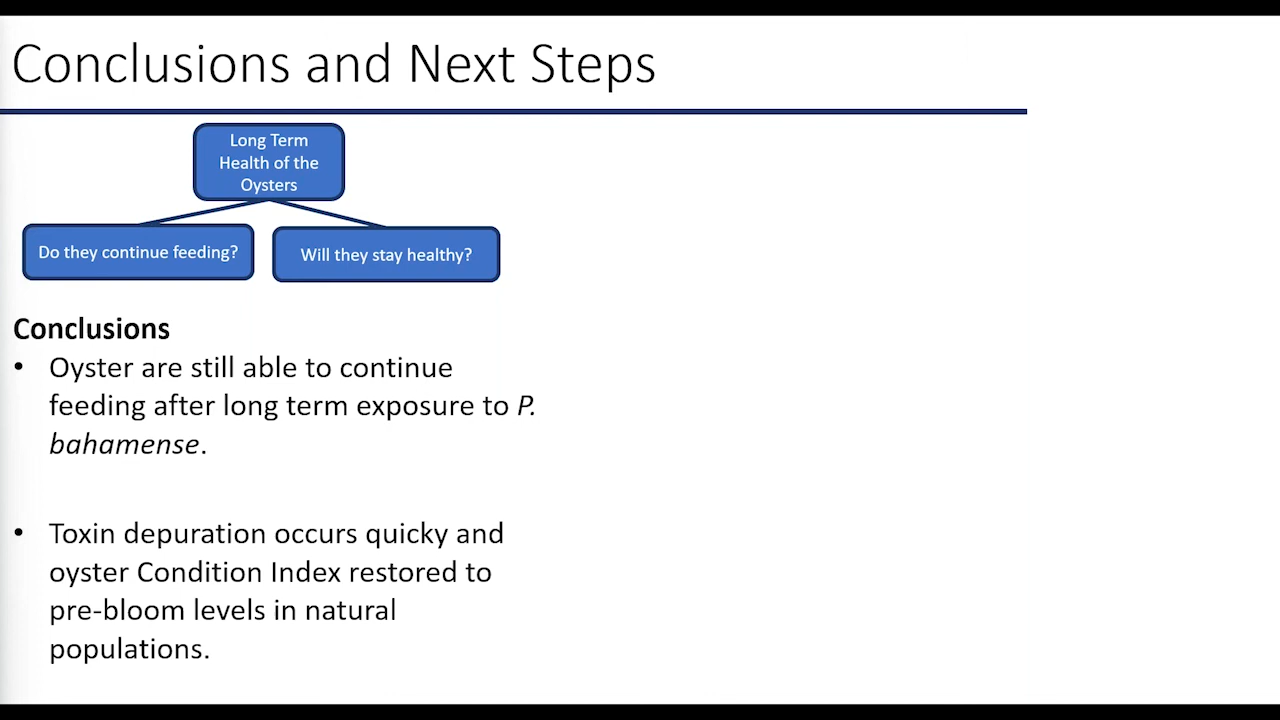 Conclusions and Next Steps
Long Term
Health of the
Oysters
Do they continue feeding?
Will they stay healthy?
Conclusions
• Oyster are still able to continue
feeding after long term exposure to P.
bahamense.
• Toxin depuration occurs quicky and
oyster Condition Index restored to
pre-bloom levels in natural
populations.